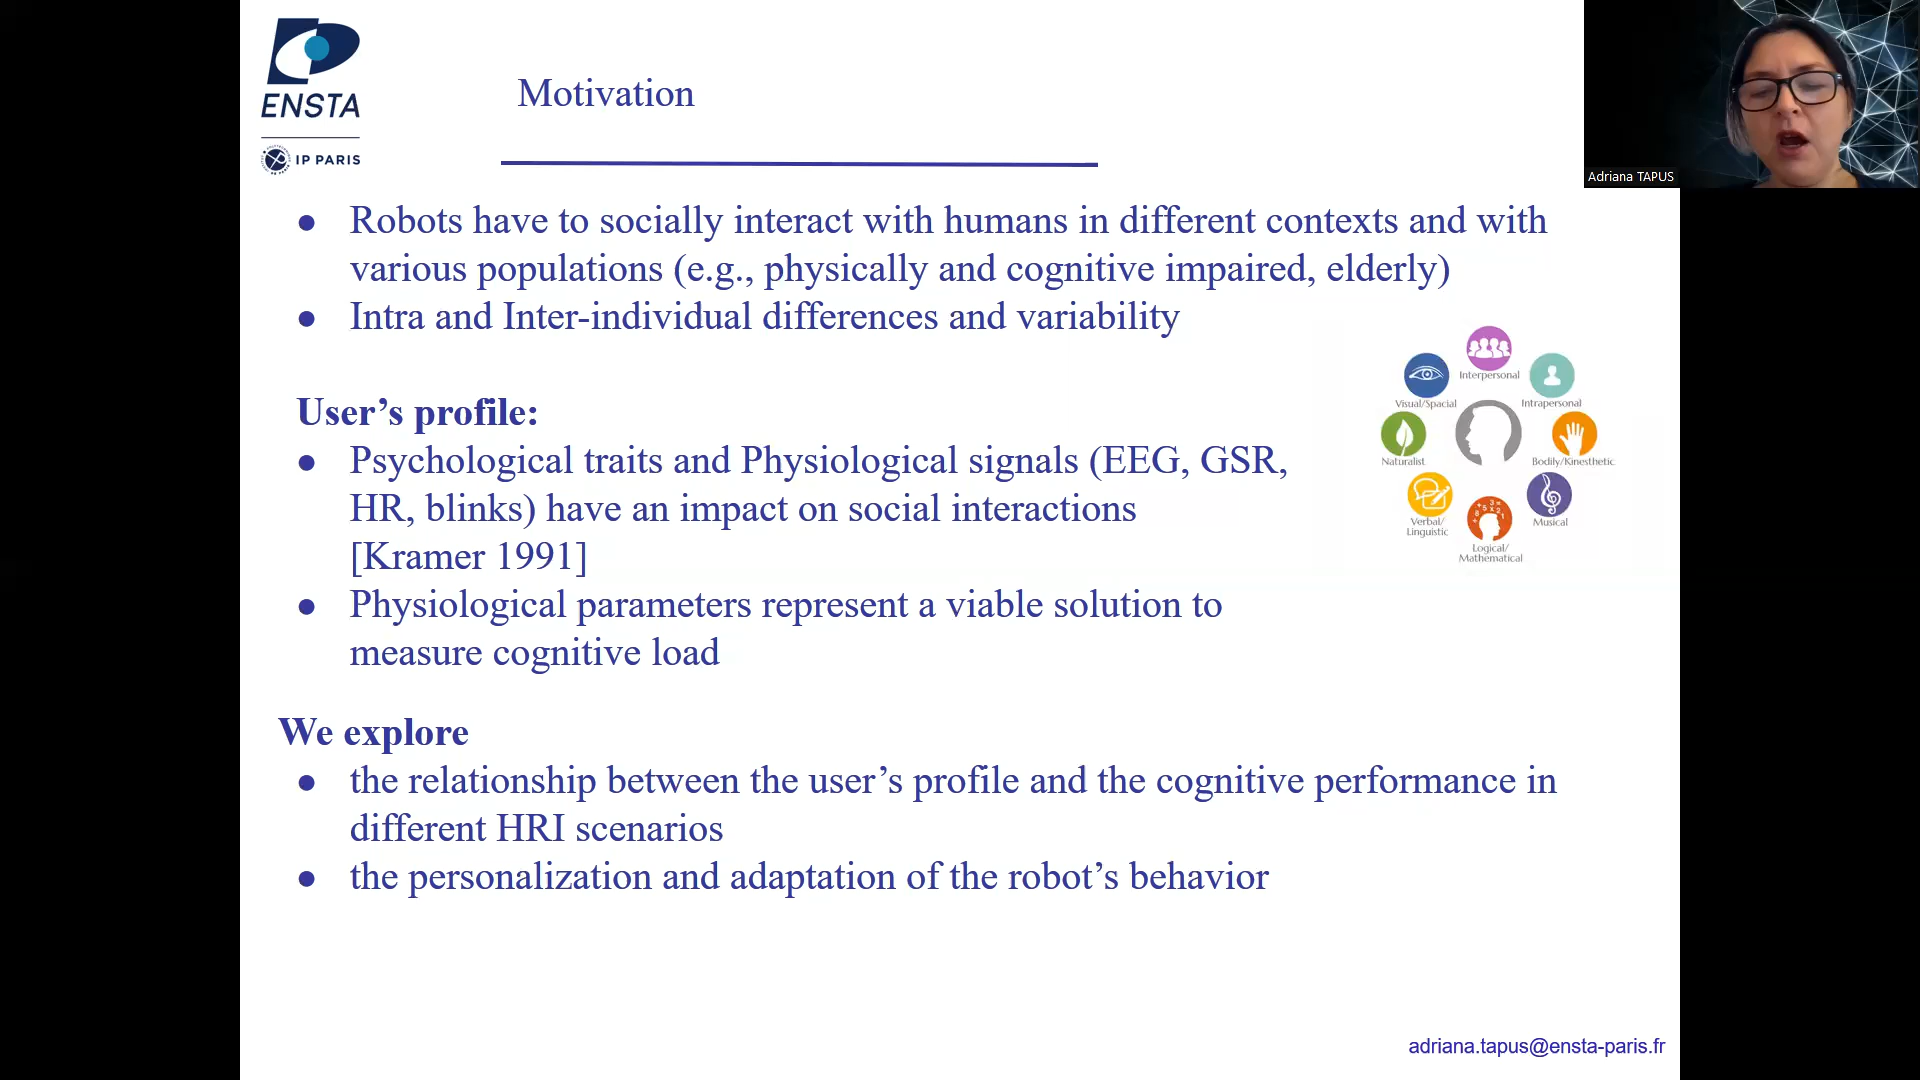 ENSTA
IP PARIS
Motivation
Adriana TAPUS
● Robots have to socially interact with humans in different contexts and with
various populations (e.g., physically and cognitive impaired, elderly)
● Intra and Inter-individual differences and variability
User’s profile:
● Psychological traits and Physiological signals (EEG, GSR,
HR, blinks) have an impact on social interactions
[Kramer 1991]
● Physiological parameters represent a viable solution to
measure cognitive load
Interpersonal
Visual/Spacial
Intrapersonal
Naturalist
Bodily/Kinesthetic
Verbal/
Linguistic
Musical
Logical/
Mathematical
We explore
● the relationship between the user’s profile and the cognitive performance in
different HRI scenarios
● the personalization and adaptation of the robot’s behavior
adriana.tapus@ensta-paris.fr